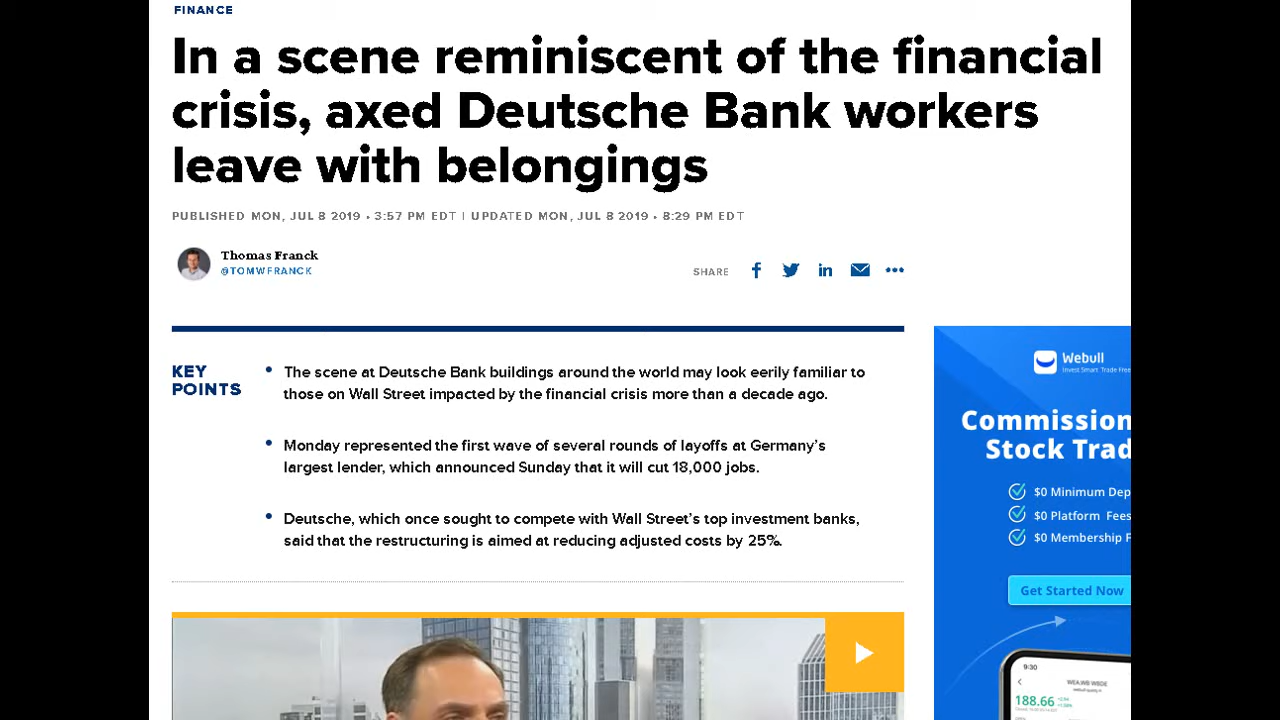 FINANCE
In a scene reminiscent of the financial
crisis, axed Deutsche Bank workers
leave with belongings
PUBLISHED MON, JUL 8 2019 • 3:57 PM EDT | UPDATED MON, JUL 8 2019 • 8:29 PM EDT
Thomas Franck
@TOMWFRANCK
SHARE
KEY
POINTS
• The scene at Deutsche Bank buildings around the world may look eerily familiar to
those on Wall Street impacted by the financial crisis more than a decade ago.
• Monday represented the first wave of several rounds of layoffs at Germany's
largest lender, which announced Sunday that it will cut 18,000 jobs.
• Deutsche, which once sought to compete with Wall Street's top investment banks,
said that the restructuring is aimed at reducing adjusted costs by 25%.
Webull
Invest Smart Trade Free
Commission
Stock Trad
$0 Minimum Dep
$0 Platform Fees
$0 Membership F
Get Started Now
9:30
188.66